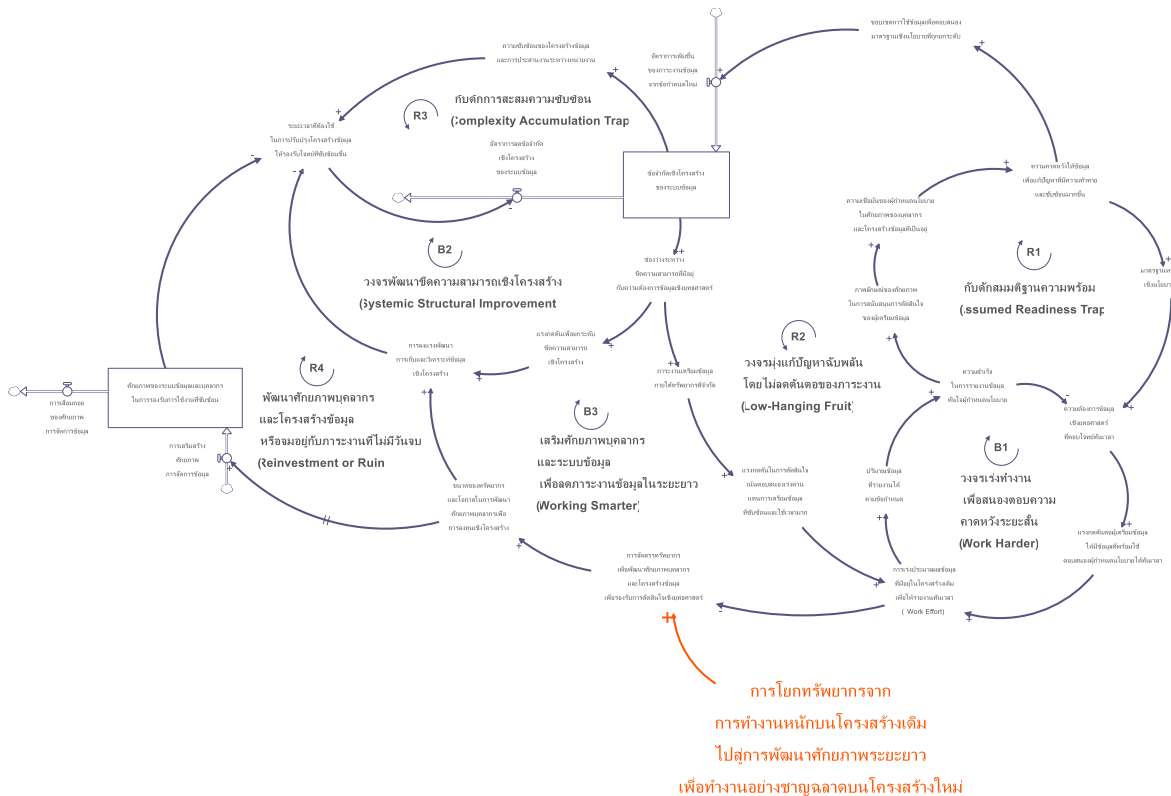 ขอบเขตการใช้ข้อมูลเพื่อตอบสนอง
มาตรฐานเชิงนโยบายที่ถูกยกระดับ
ความซับซ้อนของโครงสร้างข้อมูล
และการประสานงานระหว่างหน่วยงาน
อัตราการเพิ่มขึ้น
ของภาระงานข้อมูล
จากข้อกำหนดใหม่
R3
กับดักการสะสมความซับซ้อน
(Complexity Accumulation Trap
ระยะเวลาที่ต้องใช้
ในการปรับปรุงโครงสร้างข้อมูล
ให้รองรับโจทย์ที่ซับซ้อนขึ้น
อัตราการลดข้อจำกัด
เชิงโครงสร้าง
ของระบบข้อมูล
ข้อจำกัดเชิงโครงสร้าง
ของระบบข้อมูล
ความคาดหวังให้ข้อมูล
เพื่อแก้ปัญหาที่มีความท้าทาย
และซับซ้อนมากขึ้น
ความเชื่อมั่นของผู้กำหนดนโยบาย
ในศักยภาพของบุคลากร
และโครงสร้างข้อมูลที่เป็นอยู่
R1
กับดักสมมติฐานความพร้อม
(Assumed Readiness Trap
มาตรฐาน
เชิงนโยบา
B2
วงจรพัฒนาขีดความสามารถเชิงโครงสร้าง
(Systemic Structural Improvement
ช่องว่างระหว่าง
ขีดความสามารถที่มีอยู่
กับความต้องการข้อมูลเชิงยุทธศาสตร์
ภาพลักษณ์ของศักยภาพ
ในการสนับสนุนการตัดสินใจ
ของผู้เตรียมข้อมูล
แรงกดดันเพื่อยกระดับ
ขีดความสามารถ
เชิงโครงสร้าง
R2
วงจรมุ่งแก้ปัญหาฉับพลัน
โดยไม่ลดต้นตอของภาระงาน
(Low-Hanging Fruit)
การลงแรงพัฒนา
การเก็บและวิเคราะห์ข้อมูล
เชิงโครงสร้าง
ภาระงานเตรียมข้อมูล
ภายใต้ทรัพยากรที่จำกัด
ความสำเร็จ
ในการรายงานข้อมูล
ทันใจผู้กำหนดนโยบาย
ศักยภาพของระบบข้อมูลและบุคลากร
ในการรองรับการใช้งานที่ซับซ้อน
R4
พัฒนาศักยภาพบุคลากร
และโครงสร้างข้อมูล
หรือจมอยู่กับภาระงานที่ไม่มีวันจบ
(Reinvestment or Ruin
การเสื่อมถอย
ของศักยภาพ
การจัดการข้อมูล
การเสริมสร้าง
ศักยภาพ
การจัดการข้อมูล
B3
เสริมศักยภาพบุคลากร
และระบบข้อมูล
เพื่อลดภาระงานข้อมูลในระยะยาว
(Working Smarter)
ความต้องการข้อมูล
เชิงยุทธศาสตร์
ที่ตอบโจทย์ทันเวลา
B1
วงจรเร่งทำงาน
เพื่อสนองตอบความ
คาดหวังระยะสั้น
(Work Harder)
แรงกดดันในการตัดสินใจ
เน้นตอบสนองเร่งด่วน
แทนการเตรียมข้อมูล
ที่ซับซ้อนและใช้เวลามาก
ปริมาณข้อมูล
ที่รายงานได้
ตามข้อกำหนด
ขนาดของทรัพยากร
และโอกาสในการพัฒนา
ศักยภาพบุคลากรเพื่อ
การลงทุนเชิงโครงสร้าง
แรงกดดันต่อผู้เตรียมข้อมูล
ให้มีข้อมูลที่พร้อมใช้
ตอบสนองผู้กำหนดนโยบายได้ทันเวลา
การจัดสรรทรัพยากร
เพื่อพัฒนาศักยภาพบุคลากร
และโครงสร้างข้อมูล
เพื่อรองรับการตัดสินใจเชิงยุทธศาสตร์
การเร่งประมวลผลข้อมูล
ที่มีอยู่ในโครงสร้างเดิม
เพื่อให้รายงานทันเวลา
( Work Effort)
การโยกทรัพยากรจาก
การทำงานหนักบนโครงสร้างเดิม
ไปสู่การพัฒนาศักยภาพระยะยาว
เพื่อทำงานอย่างชาญฉลาดบนโครงสร้างใหม่